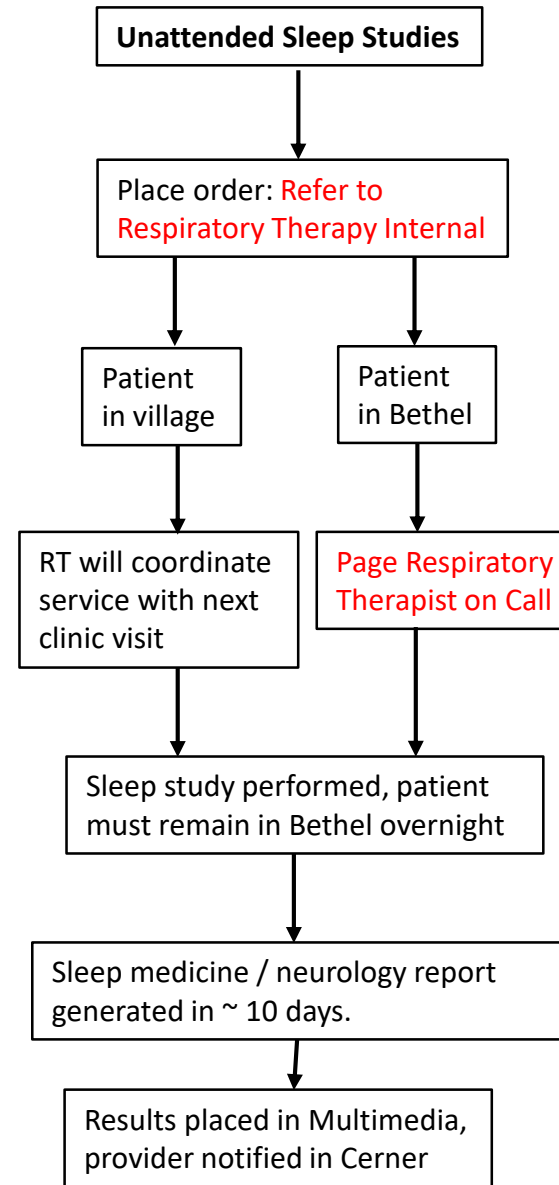 Unattended Sleep Studies
Place order: Refer to
Respiratory Therapy Internal
Patient
in village
Patient
in Bethel
RT will coordinate
service with next
clinic visit
Page Respiratory
Therapist on Call
Sleep study performed, patient
must remain in Bethel overnight
Sleep medicine / neurology report
generated in ~ 10 days.
Results placed in Multimedia,
provider notified in Cerner